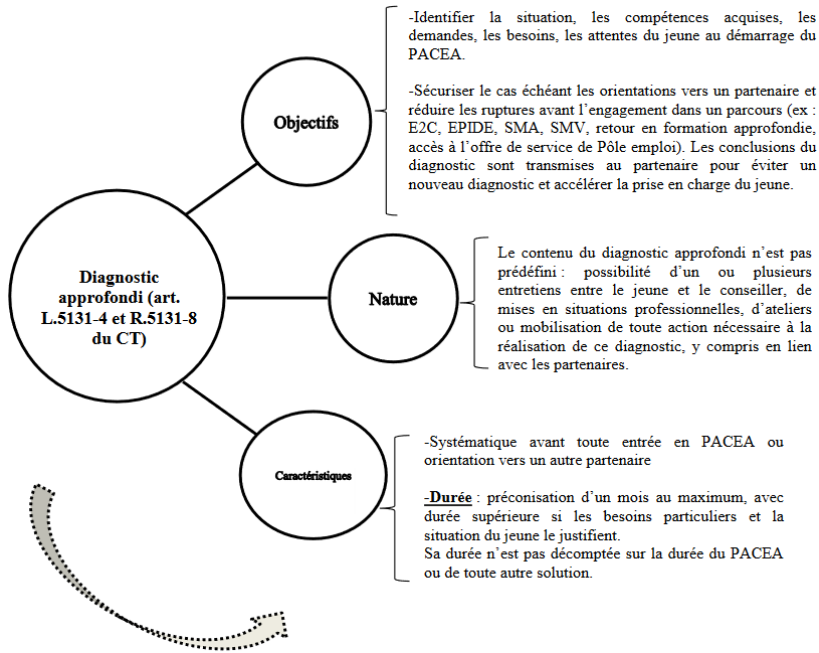 -Identifier la situation, les compétences acquises, les
demandes, les besoins, les attentes du jeune au démarrage du
PACEA.
-Sécuriser le cas échéant les orientations vers un partenaire et
réduire les ruptures avant l’engagement dans un parcours (ex :
E2C, EPIDE, SMA, SMV, retour en formation approfondie,
accès à l’offre de service de Pôle emploi). Les conclusions du
diagnostic sont transmises au partenaire pour éviter un
nouveau diagnostic et accélérer la prise en charge du jeune.
Objectifs
Diagnostic
approfondi (art.
L.5131-4 et R.5131-8
du CT)
Nature
Le contenu du diagnostic approfondi n’est pas
prédéfini : possibilité d’un ou plusieurs
entretiens entre le jeune et le conseiller, de
mises en situations professionnelles, d’ateliers
ou mobilisation de toute action nécessaire à la
réalisation de ce diagnostic, y compris en lien
avec les partenaires.
Caractéristiques
-Systématique avant toute entrée en PACEA ou
orientation vers un autre partenaire
-Durée : préconisation d’un mois au maximum, avec
durée supérieure si les besoins particuliers et la
situation du jeune le justifient.
Sa durée n’est pas décomptée sur la durée du PACEA
ou de toute autre solution.